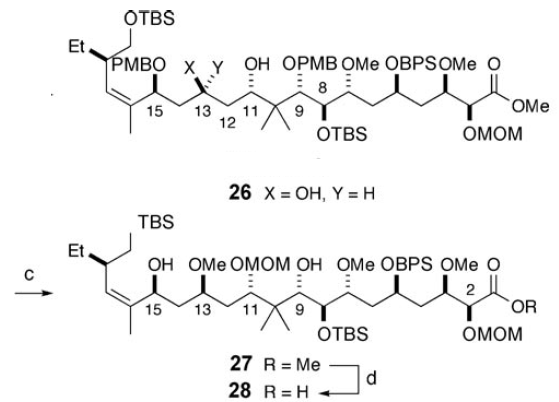 OTBS
Et
PMBO X Y OH OPMB OMe OBPS OMe
O
8
15 13 11 9
12
OMe
OTBS OMOM
26 X = OH, Y = H
c
TBS
Et
OH OMe OMOM OH OMe OBPS OMe
O
2
15 13 11 9
OR
OTBS OMOM
27 R = Me
d
28 R = H